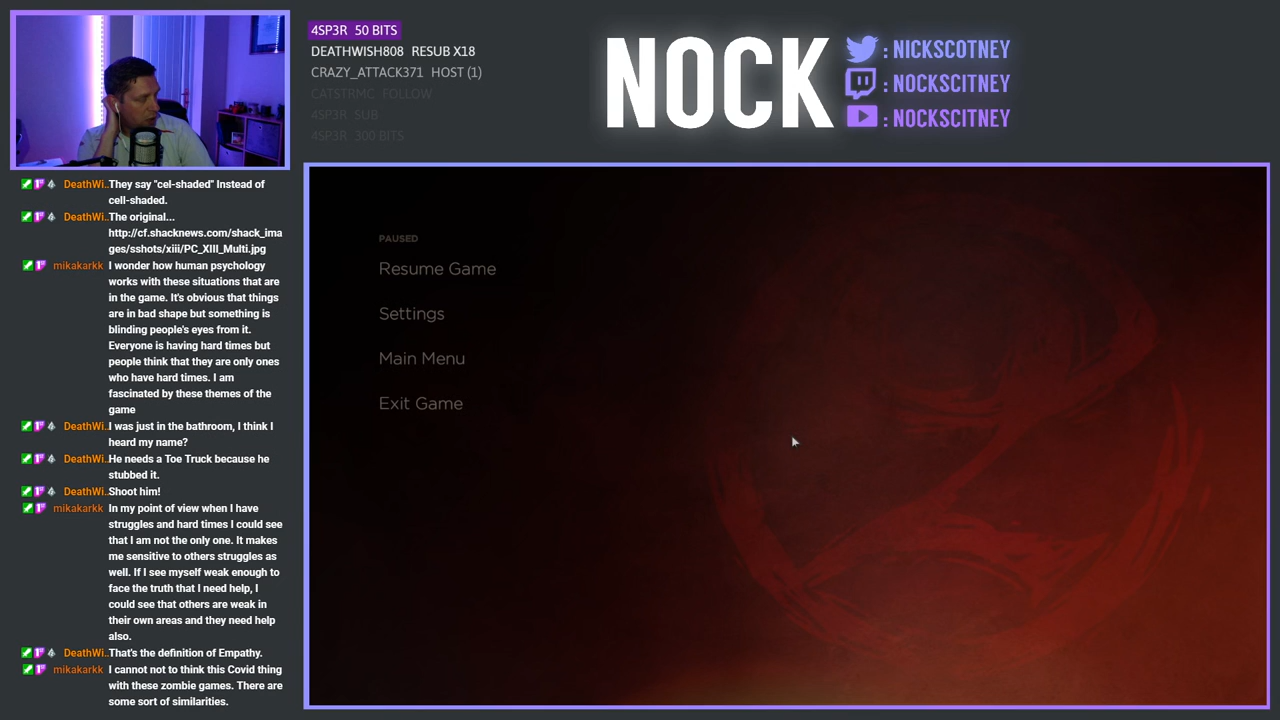 4SP3R 50 BITS
DEATHWISH808 RESUB X18
CRAZY_ATTACK371 HOST (1)
CATSTRMC FOLLOW
4SP3R SUB
4SP3R 300 BITS
NOCK
: NICKSCOTNEY
: NOCKSCITNEY
: NOCKSCITNEY
DeathWi..They say "cel-shaded" Instead of
cell-shaded.
DeathWi..The original...
http://cf.shacknews.com/shack_ima
ges/sshots/xiii/PC_XIII_Multi.jpg
mikakarkk I wonder how human psychology
works with these situations that are
in the game. It's obvious that things
are in bad shape but something is
blinding people's eyes from it.
Everyone is having hard times but
people think that they are only ones
who have hard times. I am
fascinated by these themes of the
game
DeathWi..I was just in the bathroom, I think I
heard my name?
DeathWi..He needs a Toe Truck because he
stubbed it.
DeathWi..Shoot him!
mikakarkk In my point of view when I have
struggles and hard times I could see
that I am not the only one. It makes
me sensitive to others struggles as
well. If I see myself weak enough to
face the truth that I need help, I
could see that others are weak in
their own areas and they need help
also.
DeathWi..That's the definition of Empathy.
mikakarkk I cannot not to think this Covid thing
with these zombie games. There are
some sort of similarities.
PAUSED
Resume Game
Settings
Main Menu
Exit Game